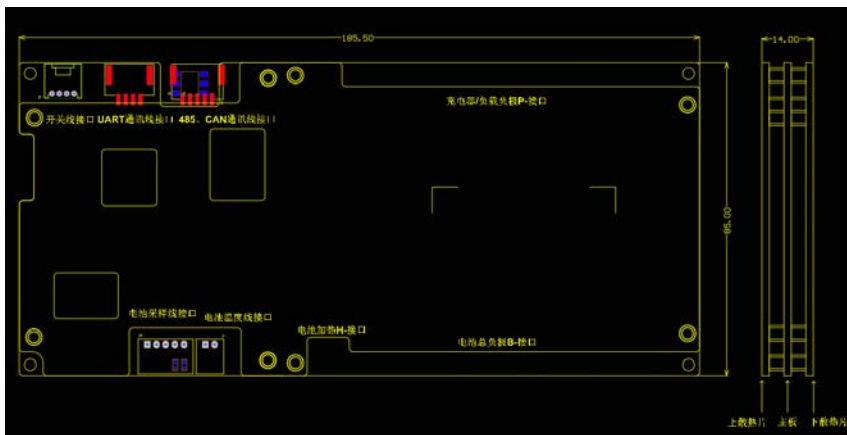 185.50
14.00
充电器/负载负极P-接口
开关线接口 UART通讯线接口 485、CAN通讯线接口
85.00
电池采样线接口
电池温度线接口
电池加热H-接口
电池总负极B-接口
上散热片 主板 下散热片